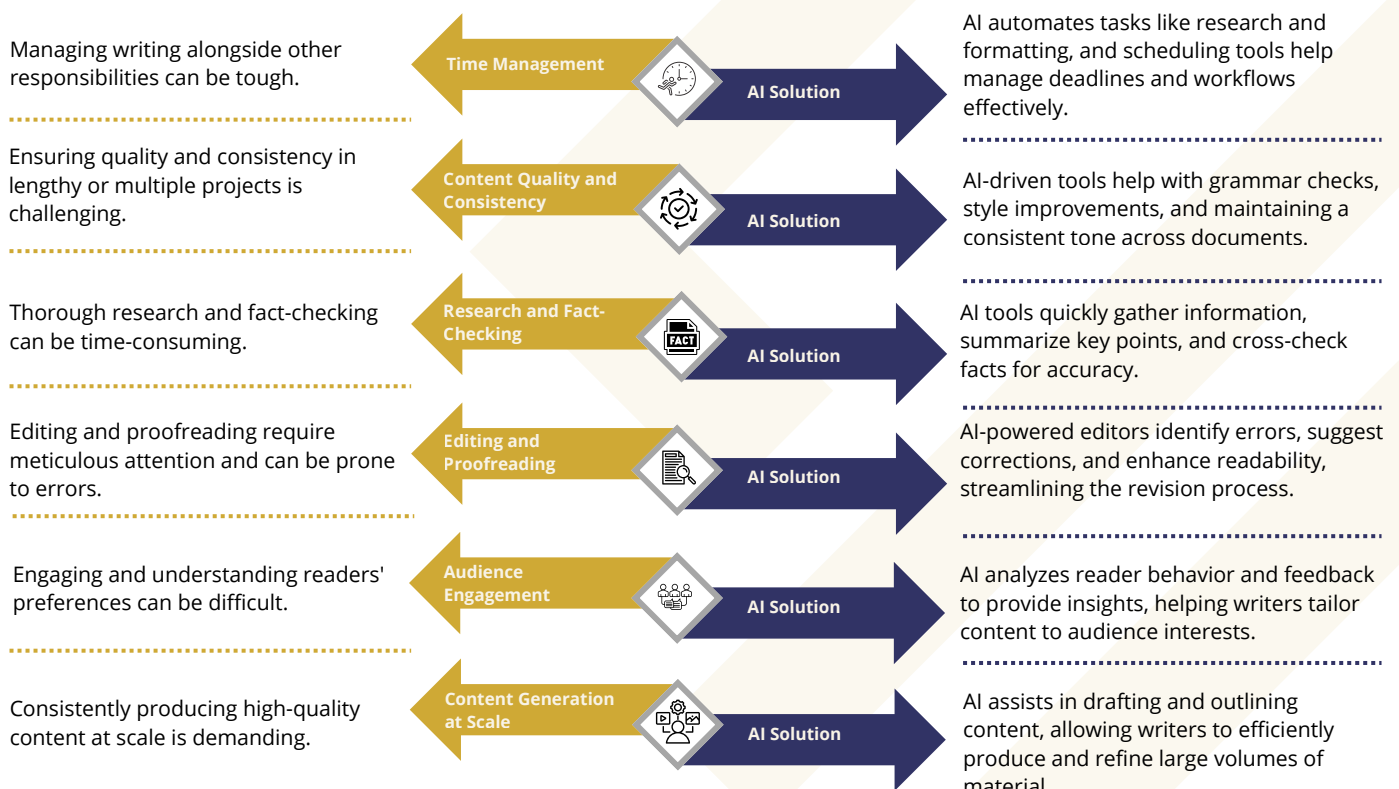 Managing writing alongside other
responsibilities can be tough.
Time Management
AI Solution
AI automates tasks like research and
formatting, and scheduling tools help
manage deadlines and workflows
effectively.
Ensuring quality and consistency in
lengthy or multiple projects is
challenging.
Content Quality and
Consistency
AI Solution
AI-driven tools help with grammar checks,
style improvements, and maintaining a
consistent tone across documents.
Thorough research and fact-checking
can be time-consuming.
Research and Fact-
Checking
FACT
AI Solution
AI tools quickly gather information,
summarize key points, and cross-check
facts for accuracy.
Editing and proofreading require
meticulous attention and can be prone
to errors.
Editing and
Proofreading
AI Solution
AI-powered editors identify errors, suggest
corrections, and enhance readability,
streamlining the revision process.
Engaging and understanding readers'
preferences can be difficult.
Audience
Engagement
AI Solution
AI analyzes reader behavior and feedback
to provide insights, helping writers tailor
content to audience interests.
Consistently producing high-quality
content at scale is demanding.
Content Generation
at Scale
AI Solution
AI assists in drafting and outlining
content, allowing writers to efficiently
produce and refine large volumes of
material